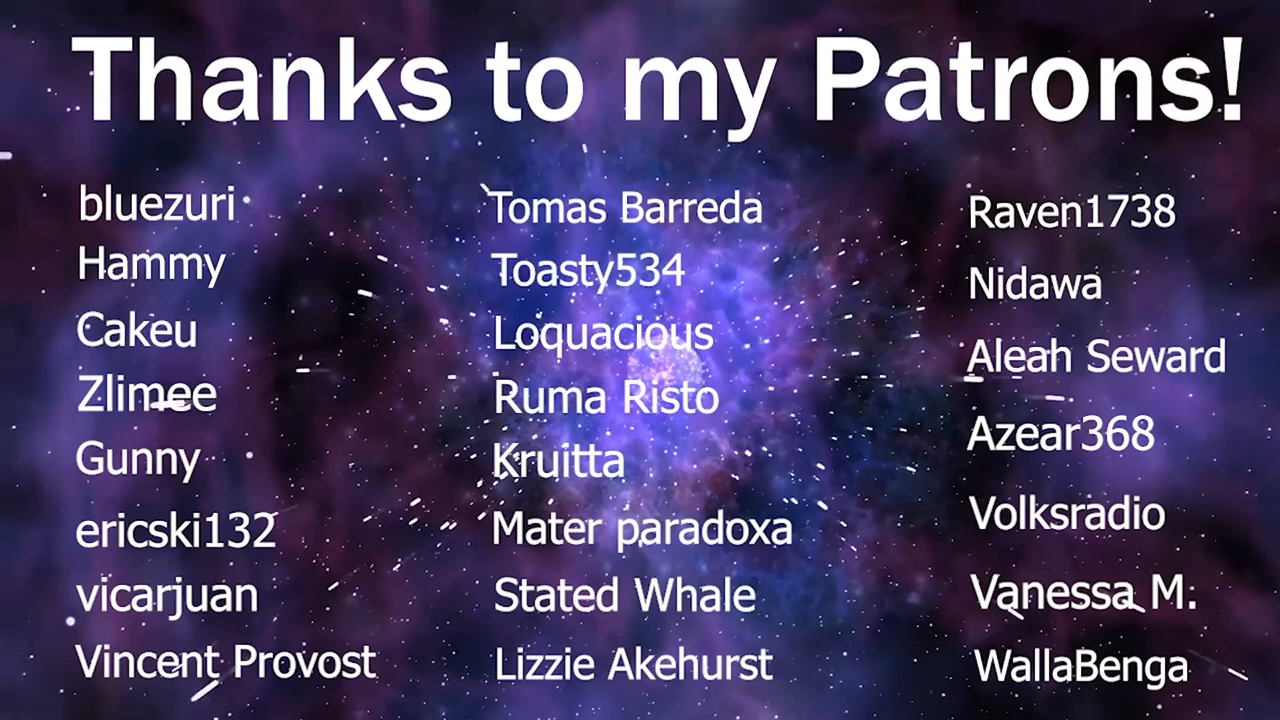 Thanks to my Patrons!
bluezuri
Hammy
Cakeu
Zlimee
Gunny
ericski132
vicarjuan
Vincent Provost
Tomas Barreda
Toasty534
Loquacious
Ruma Risto
Kruitta
Mater paradoxa
Stated Whale
Lizzie Akehurst
Raven1738
Nidawa
Aleah Seward
Azear368
Volksradio
Vanessa M.
WallaBenga